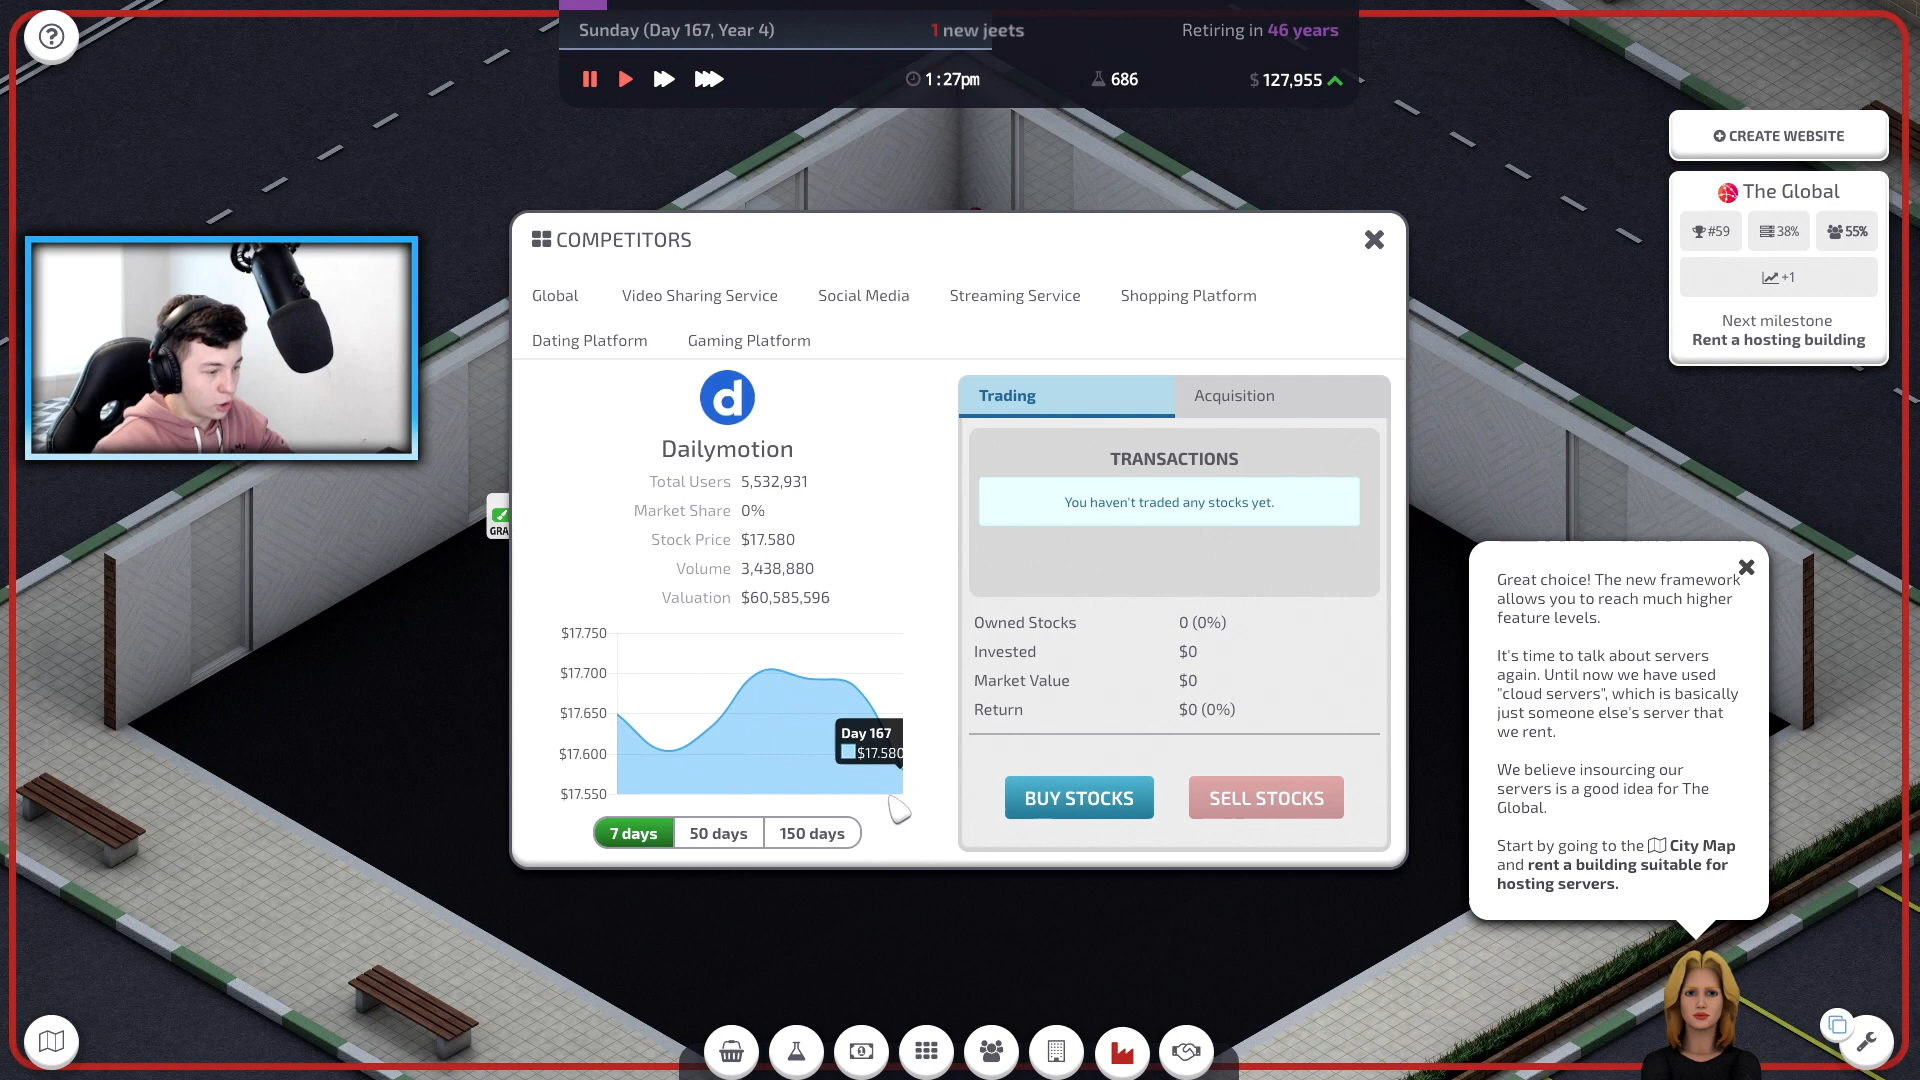 Sunday (Day 167, Year 4)
1 new jeets
Retiring in 46 years
1:27pm
686
$ 127,955
CREATE WEBSITE
The Global
#59
38%
55%
+1
Next milestone
Rent a hosting building
COMPETITORS
Global
Video Sharing Service
Social Media
Streaming Service
Shopping Platform
Dating Platform
Gaming Platform
d
Dailymotion
Total Users 5,532,931
Market Share 0%
Stock Price $17.580
Volume 3,438,880
Valuation $60,585,596
$17.750
$17.700
$17.650
$17.600
$17.550
Day 167
$17.580
7 days
50 days
150 days
Trading
Acquisition
TRANSACTIONS
You haven't traded any stocks yet.
Owned Stocks 0 (0%)
Invested $0
Market Value $0
Return $0 (0%)
BUY STOCKS
SELL STOCKS
GRA
Great choice! The new framework
allows you to reach much higher
feature levels.
It's time to talk about servers
again. Until now we have used
"cloud servers", which is basically
just someone else's server that
we rent.
We believe insourcing our
servers is a good idea for The
Global.
Start by going to the City Map
and rent a building suitable for
hosting servers.